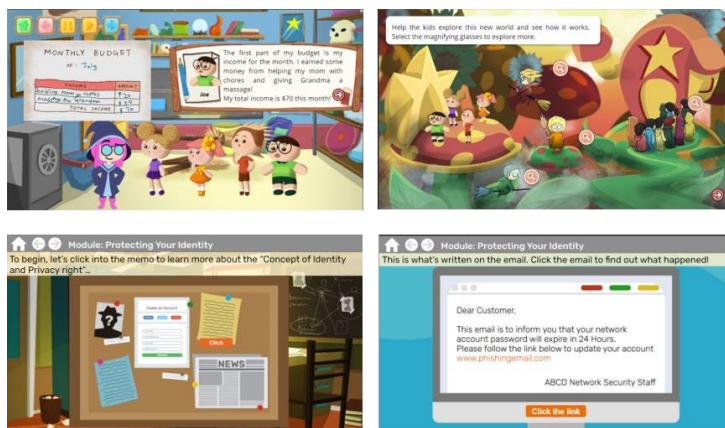 MONTHLY BUDGET
OF: July
INCOME AMOUNT
Helping mom w/ chores $20
massage for Grandma $50
TOTAL INCOME $70
Joe
The first part of my budget is my
income for the month. I earned some
money from helping my mom with
chores and giving Grandma a
massage!
My total income is $70 this month!
Help the kids explore this new world and see how it works.
Select the magnifying glasses to explore more.
Module: Protecting Your Identity
To begin, let's click into the memo to learn more about the "Concept of Identity
and Privacy right"...
Create an Account
Click
NEWS
Module: Protecting Your Identity
This is what's written on the email. Click the email to find out what happened!
Dear Customer,
This email is to inform you that your network
account password will expire in 24 Hours.
Please follow the link below to update your account
www.phishingemail.com
ABCD Network Security Staff
Click the link